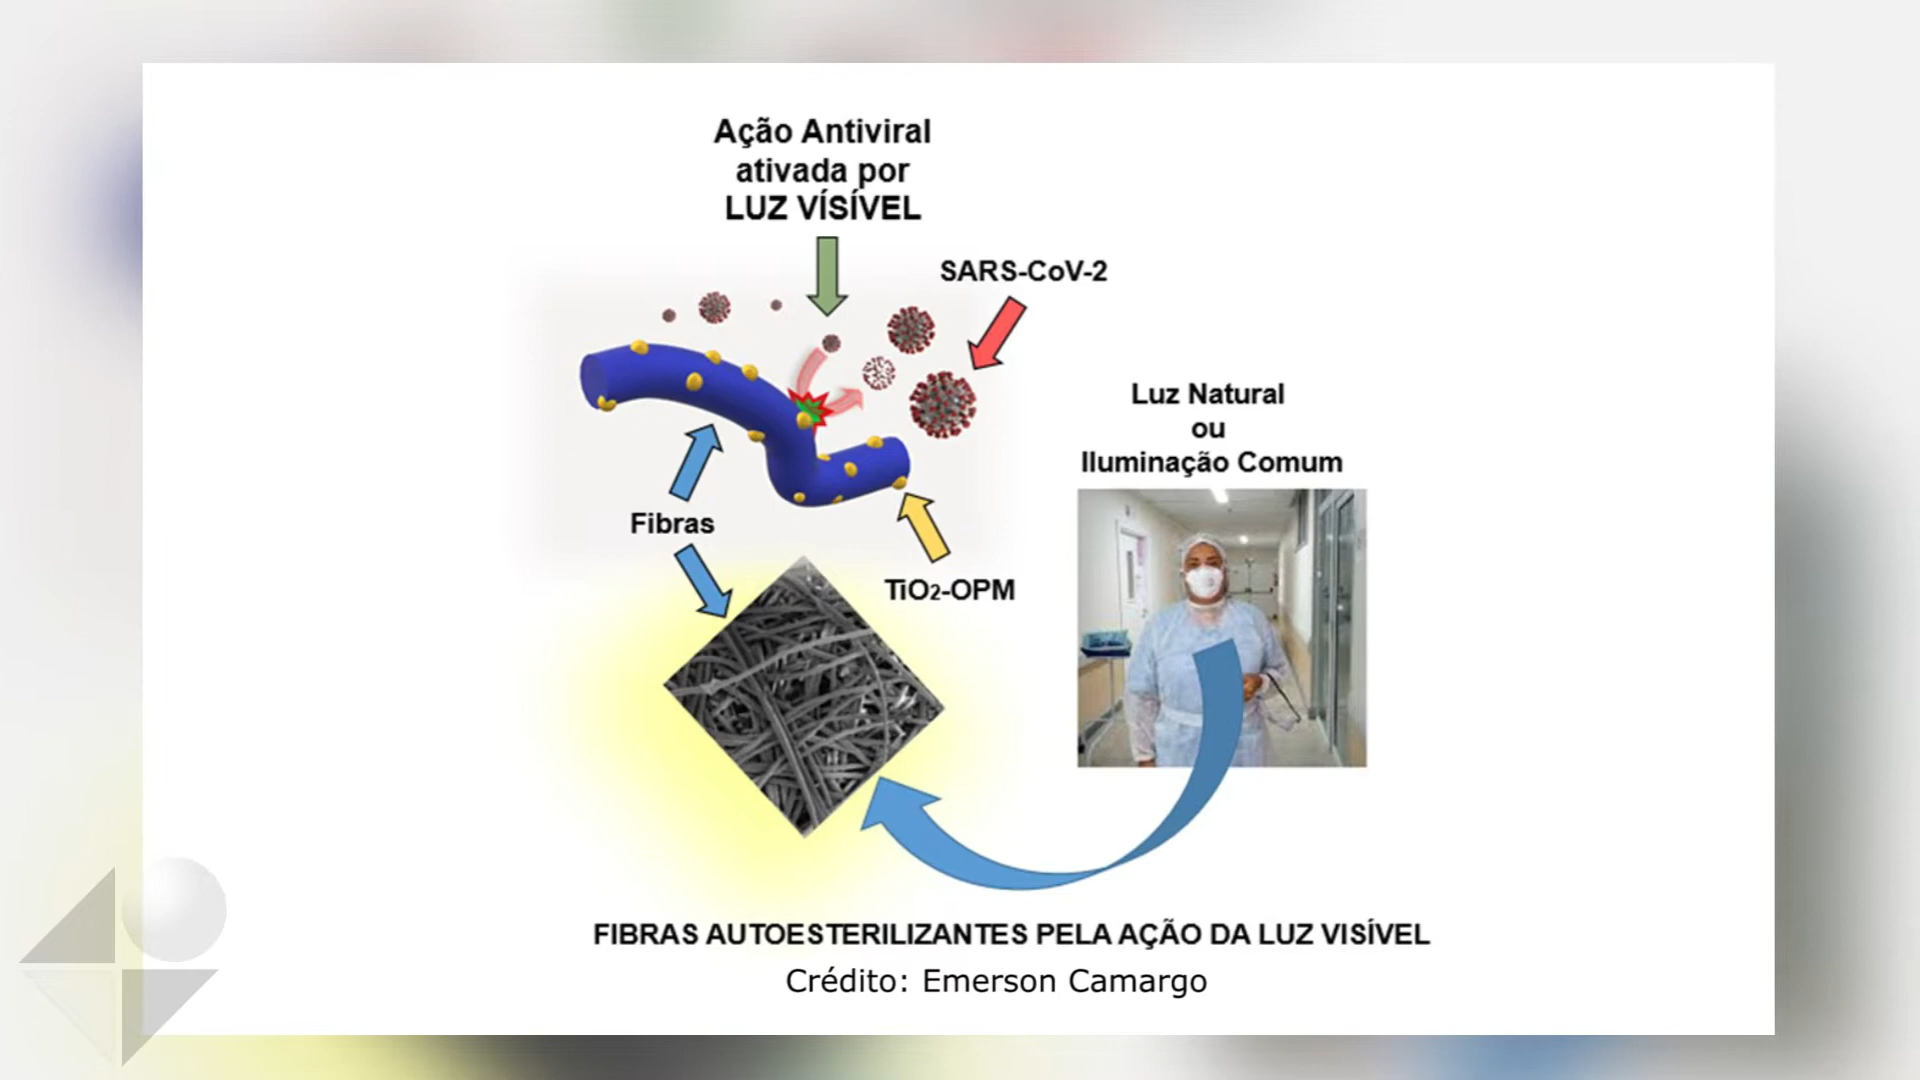 Ação Antiviral
ativada por
LUZ VÍSÍVEL
SARS-CoV-2
Luz Natural
ou
Iluminação Comum
Fibras
TiO2-OPM
FIBRAS AUTOESTERILIZANTES PELA AÇÃO DA LUZ VISÍVEL
Crédito: Emerson Camargo